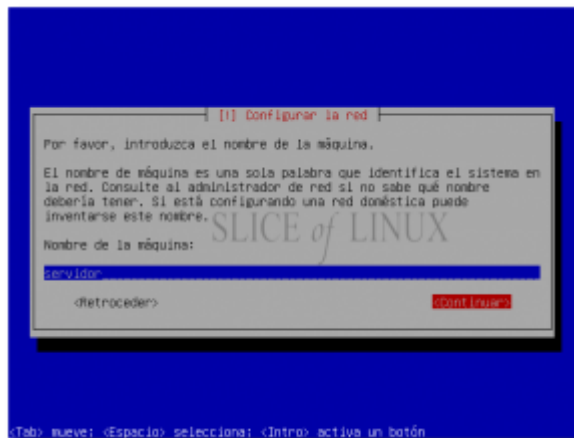 [!] Configurar la red
Por favor, introduzca el nombre de la máquina.
El nombre de máquina es una sola palabra que identifica el sistema en
la red. Consulte al administrador de red si no sabe qué nombre
debería tener. Si está configurando una red doméstica puede
inventarse este nombre.
SLICE of LINUX
Nombre de la máquina:
servidor
<Retroceder> <Continuar>
<Tab> mueve; <Espacio> selecciona; <Intro> activa un botón